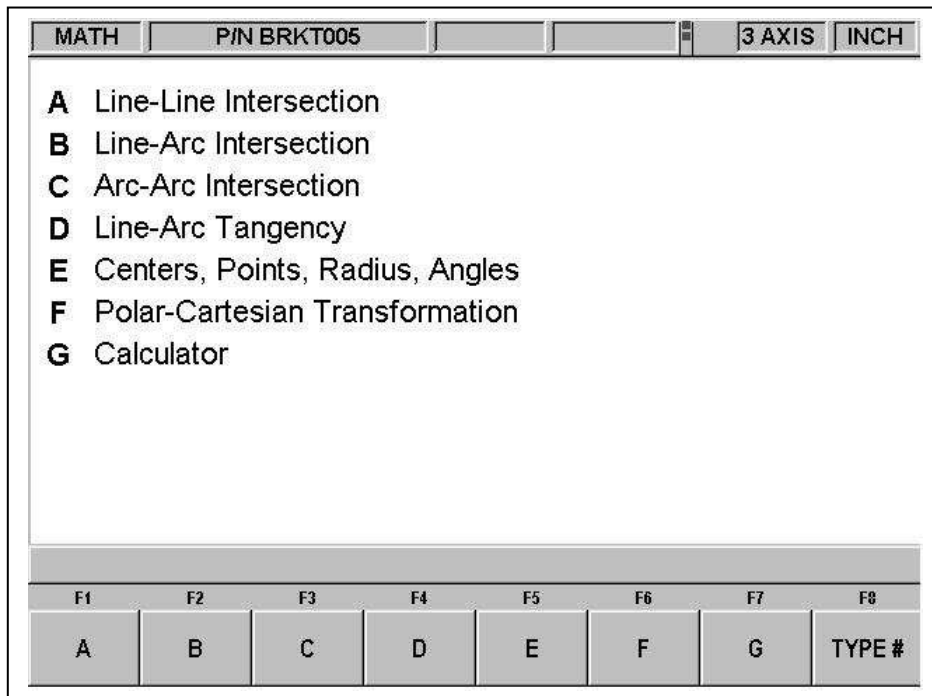 MATH P/N BRKT005 3 AXIS INCH
A Line-Line Intersection
B Line-Arc Intersection
C Arc-Arc Intersection
D Line-Arc Tangency
E Centers, Points, Radius, Angles
F Polar-Cartesian Transformation
G Calculator
F1 F2 F3 F4 F5 F6 F7 F8
A B C D E F G TYPE #